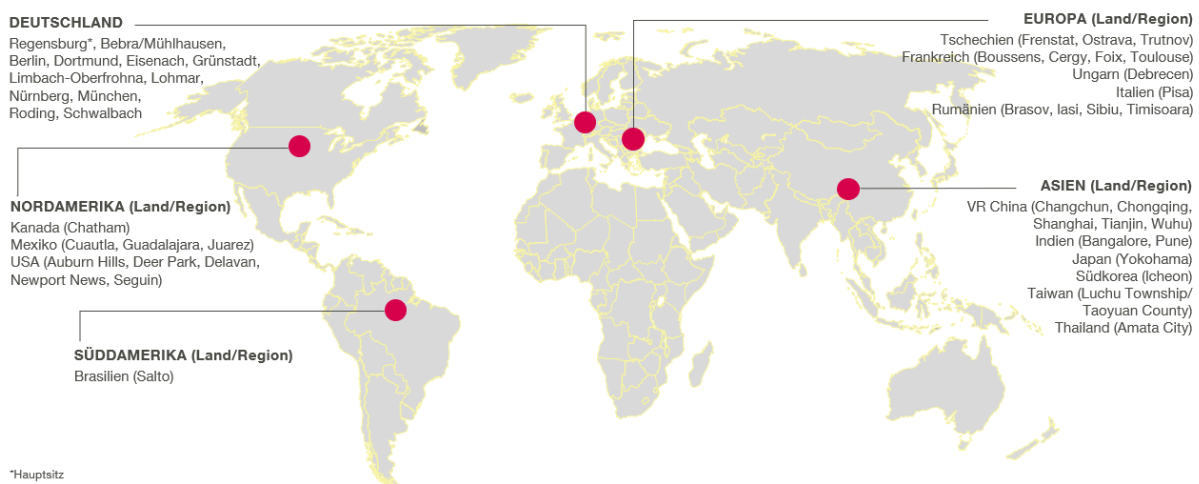 DEUTSCHLAND
Regensburg*, Bebra/Mühlhausen,
Berlin, Dortmund, Eisenach, Grünstadt,
Limbach-Oberfrohna, Lohmar,
Nürnberg, München,
Roding, Schwalbach
EUROPA (Land/Region)
Tschechien (Frenstat, Ostrava, Trutnov)
Frankreich (Boussens, Cergy, Foix, Toulouse)
Ungarn (Debrecen)
Italien (Pisa)
Rumänien (Brasov, Iasi, Sibiu, Timisoara)
NORDAMERIKA (Land/Region)
Kanada (Chatham)
Mexiko (Cuautla, Guadalajara, Juarez)
USA (Auburn Hills, Deer Park, Delavan,
Newport News, Seguin)
ASIEN (Land/Region)
VR China (Changchun, Chongqing,
Shanghai, Tianjin, Wuhu)
Indien (Bangalore, Pune)
Japan (Yokohama)
Südkorea (Icheon)
Taiwan (Luchu Township/
Taoyuan County)
Thailand (Amata City)
SÜDDAMERIKA (Land/Region)
Brasilien (Salto)
*Hauptsitz